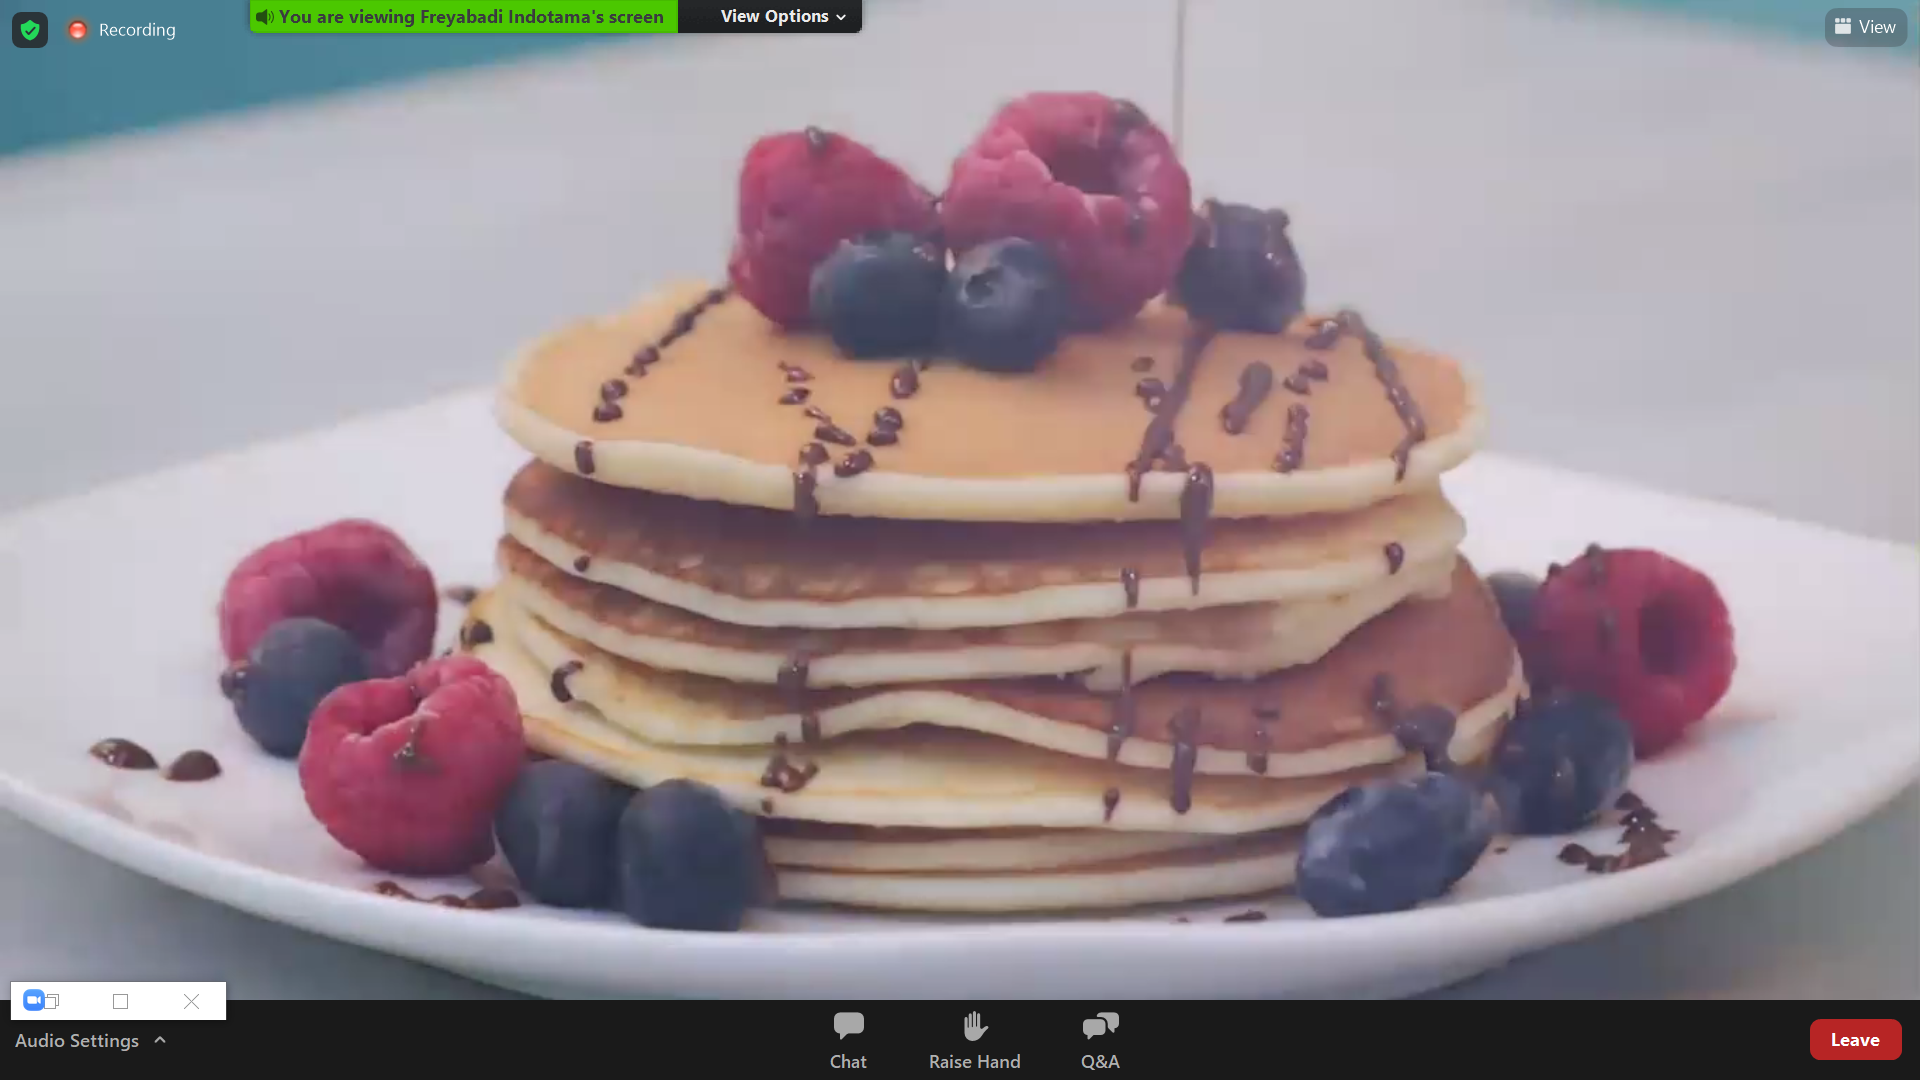 Recording
You are viewing Freyabadi Indotama's screen
View Options
View
Audio Settings
Chat
Raise Hand
Q&A
Leave